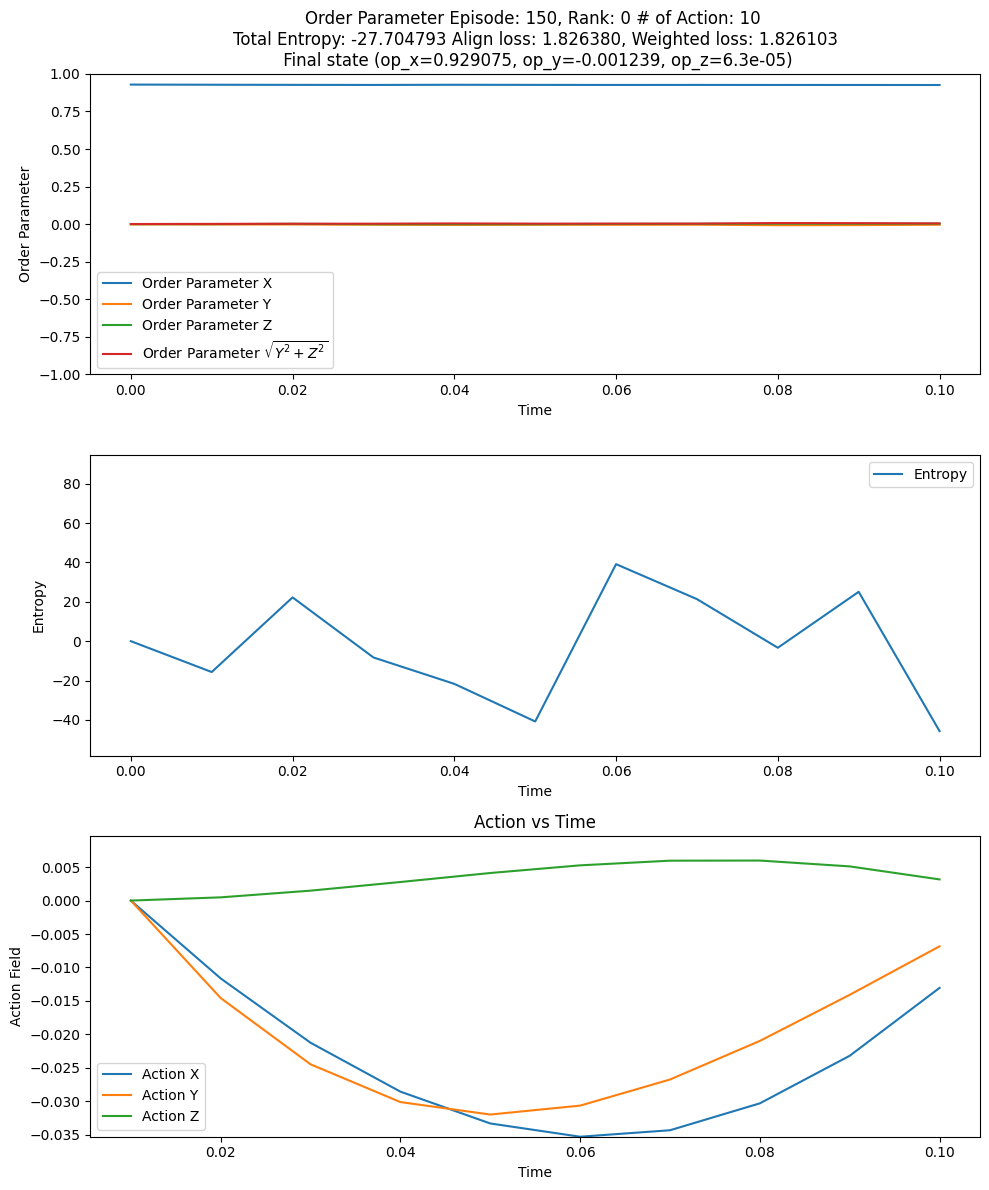 Order Parameter Episode: 150, Rank: 0 # of Action: 10
Total Entropy: -27.704793 Align loss: 1.826380, Weighted loss: 1.826103
Final state (op_x=0.929075, op_y=-0.001239, op_z=6.3e-05)
1.00
0.75
0.50
0.25
0.00
−0.25
−0.50
−0.75
−1.00
Order Parameter
Order Parameter X
Order Parameter Y
Order Parameter Z
Order Parameter √Y² + Z²
0.00 0.02 0.04 0.06 0.08 0.10
Time
80
60
40
20
0
−20
−40
Entropy
Entropy
0.00 0.02 0.04 0.06 0.08 0.10
Time
Action vs Time
0.005
0.000
−0.005
−0.010
−0.015
−0.020
−0.025
−0.030
−0.035
Action Field
Action X
Action Y
Action Z
0.02 0.04 0.06 0.08 0.10
Time